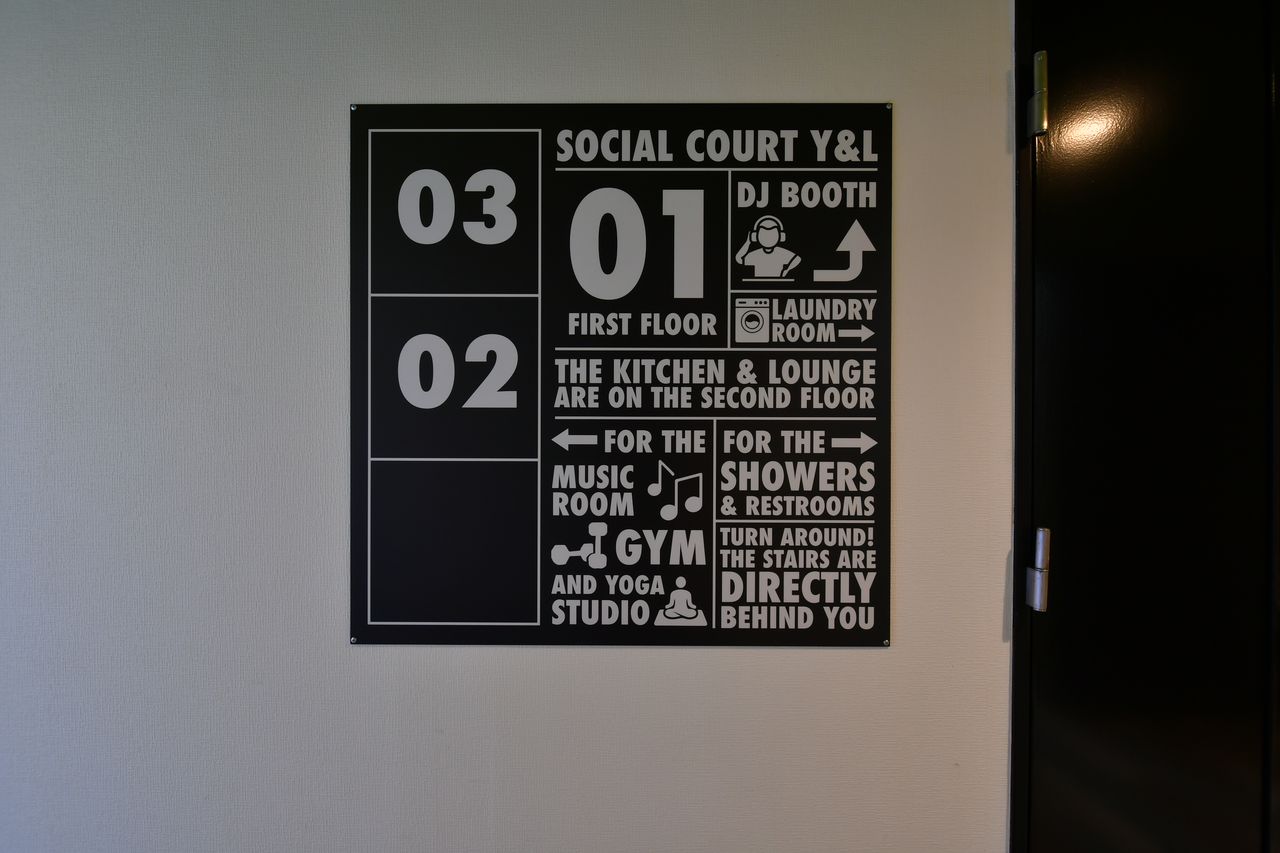 03
02
SOCIAL COURT Y&L
01
FIRST FLOOR
DJ BOOTH
LAUNDRY
ROOM
THE KITCHEN & LOUNGE
ARE ON THE SECOND FLOOR
FOR THE
MUSIC
ROOM
GYM
AND YOGA
STUDIO
FOR THE
SHOWERS
& RESTROOMS
TURN AROUND!
THE STAIRS ARE
DIRECTLY
BEHIND YOU